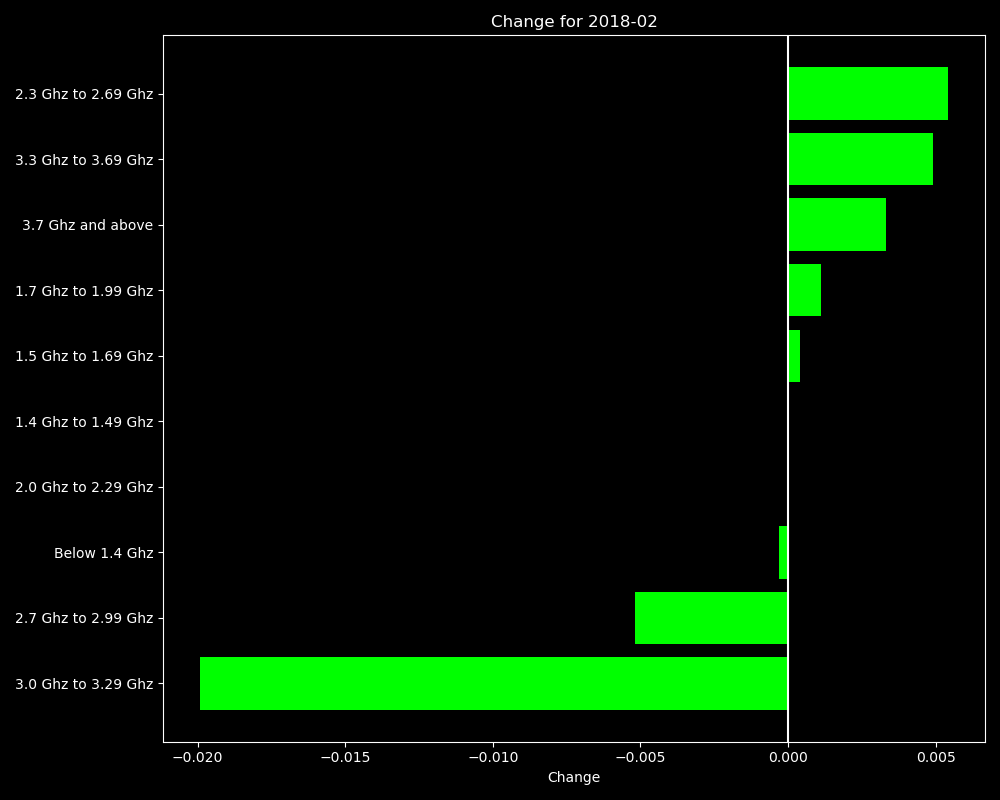 Change for 2018-02
2.3 Ghz to 2.69 Ghz
3.3 Ghz to 3.69 Ghz
3.7 Ghz and above
1.7 Ghz to 1.99 Ghz
1.5 Ghz to 1.69 Ghz
1.4 Ghz to 1.49 Ghz
2.0 Ghz to 2.29 Ghz
Below 1.4 Ghz
2.7 Ghz to 2.99 Ghz
3.0 Ghz to 3.29 Ghz
−0.020 −0.015 −0.010 −0.005 0.000 0.005
Change